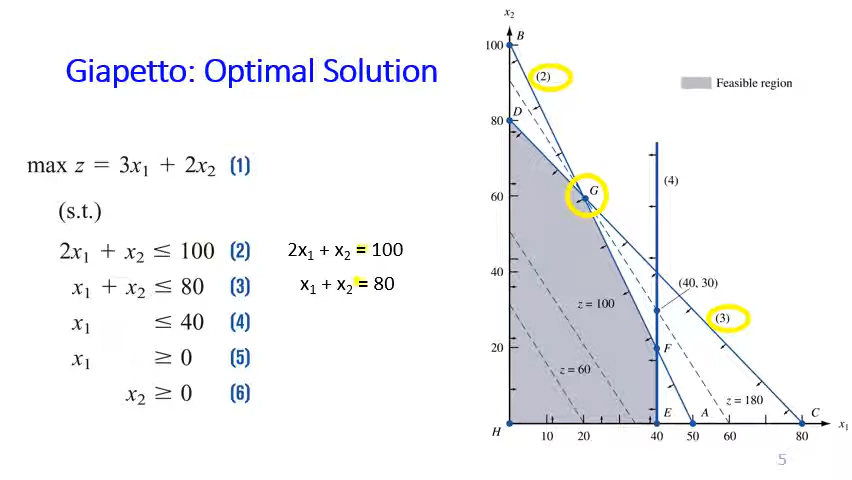 Giapetto: Optimal Solution
max z = 3x₁ + 2x₂ (1)
(s.t.)
2x₁ + x₂ ≤ 100 (2)
2x₁ + x₂ = 100
x₁ + x₂ ≤ 80 (3)
x₁ + x₂ = 80
x₁ ≤ 40 (4)
x₁ ≥ 0 (5)
x₂ ≥ 0 (6)
x₂
B
100
(2)
Feasible region
D
80
(4)
G
60
40
(40, 30)
z = 100
(3)
20
F
z = 60
z = 180
E
A
C
H
10
20
30
40
50
60
80
x₁
5